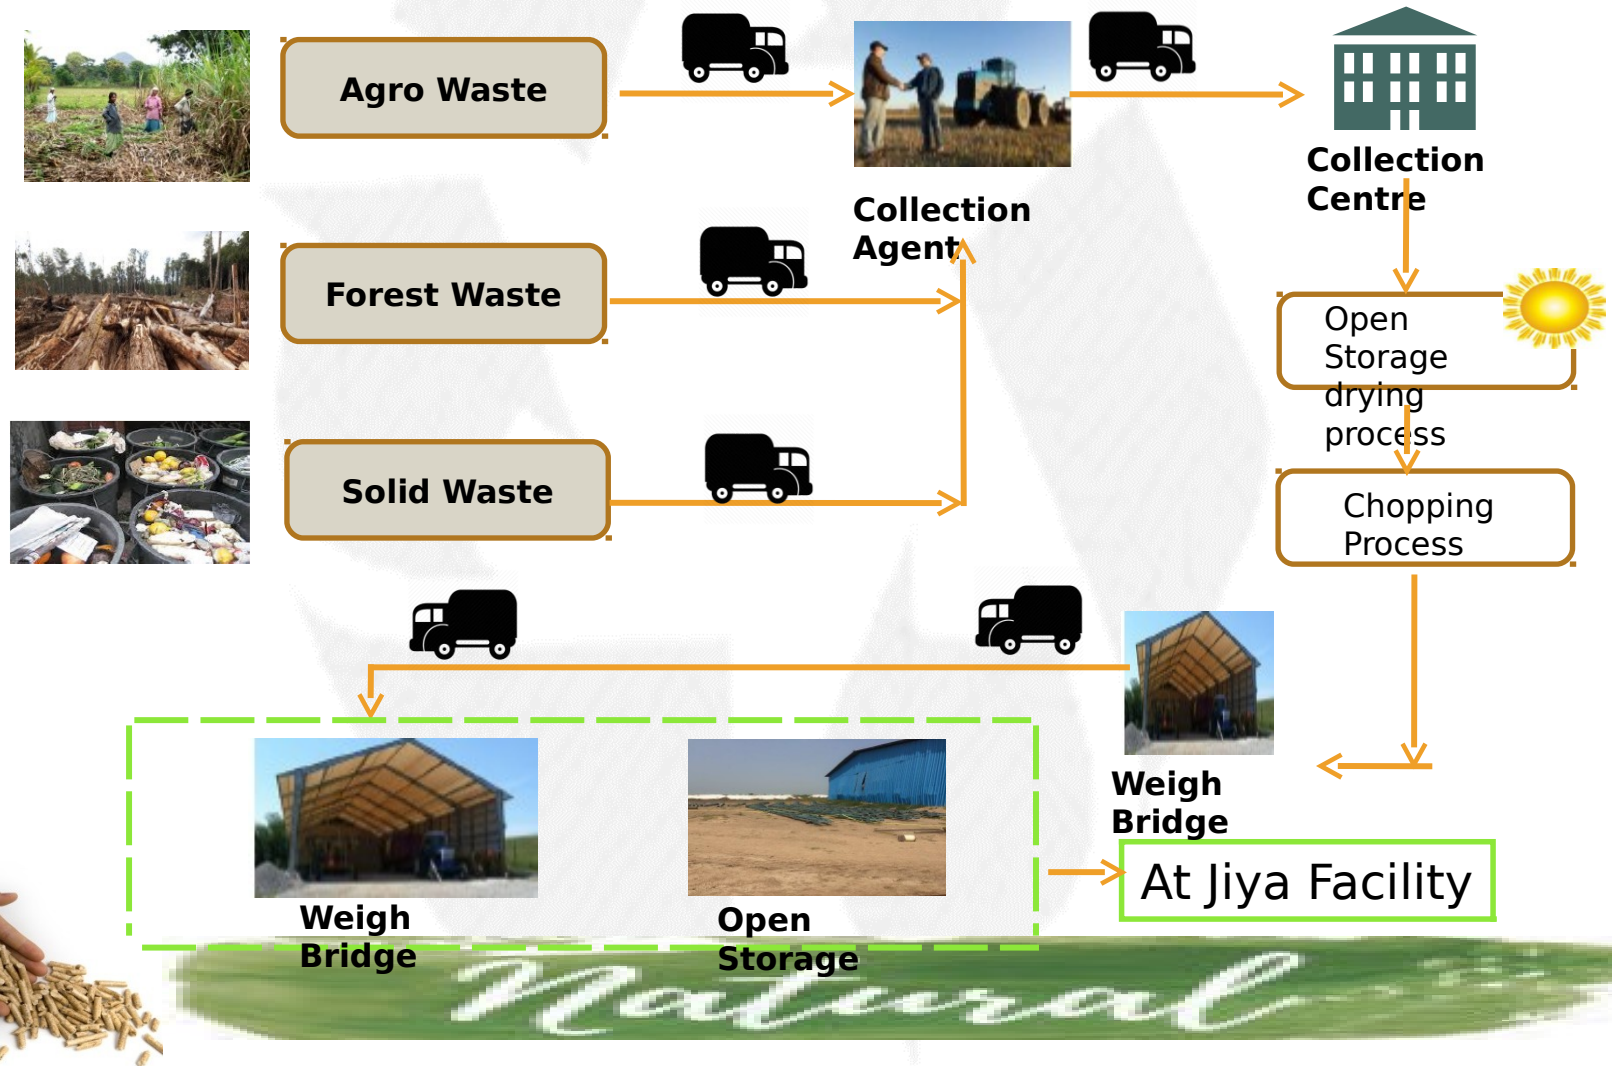 Agro Waste
Collection
Centre
Collection
Agent
Forest Waste
Open
Storage
drying
process
Solid Waste
Chopping
Process
Weigh
Bridge
At Jiya Facility
Weigh
Bridge
Open
Storage
Natural